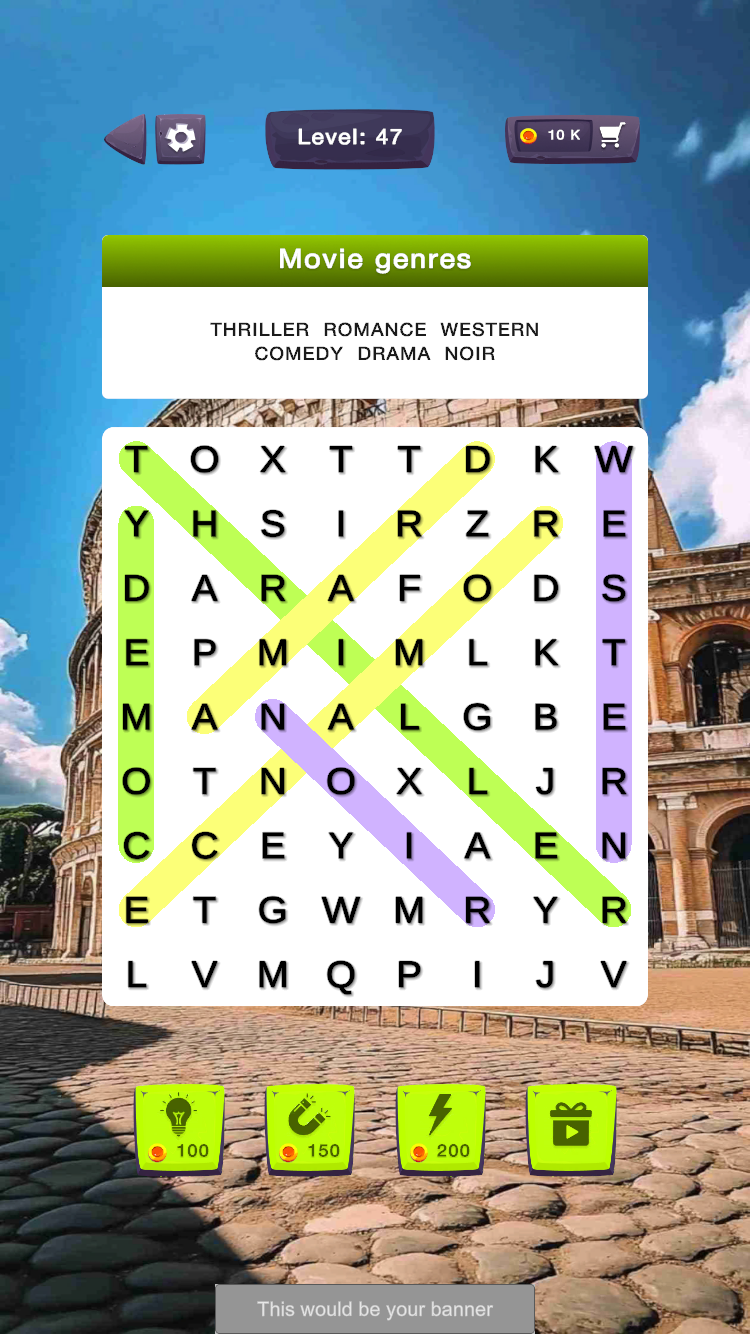 Level: 47
10 K
Movie genres
THRILLER ROMANCE WESTERN
COMEDY DRAMA NOIR
T O X T T D K W
Y H S I R Z R E
D A R A F O D S
E P M I M L K T
M A N A L G B E
O T N O X L J R
C C E Y I A E N
E T G W M R Y R
L V M Q P I J V
100 150 200
This would be your banner